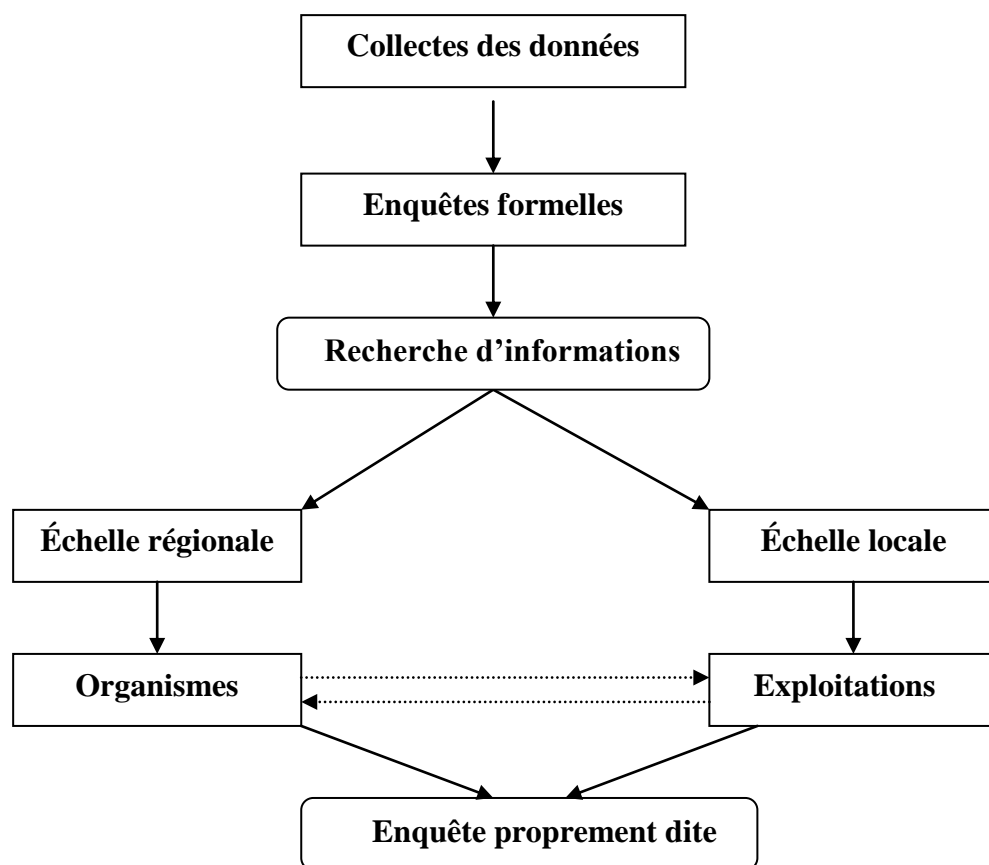 Collectes des données
Enquêtes formelles
Recherche d’informations
Échelle régionale
Échelle locale
Organismes
Exploitations
Enquête proprement dite